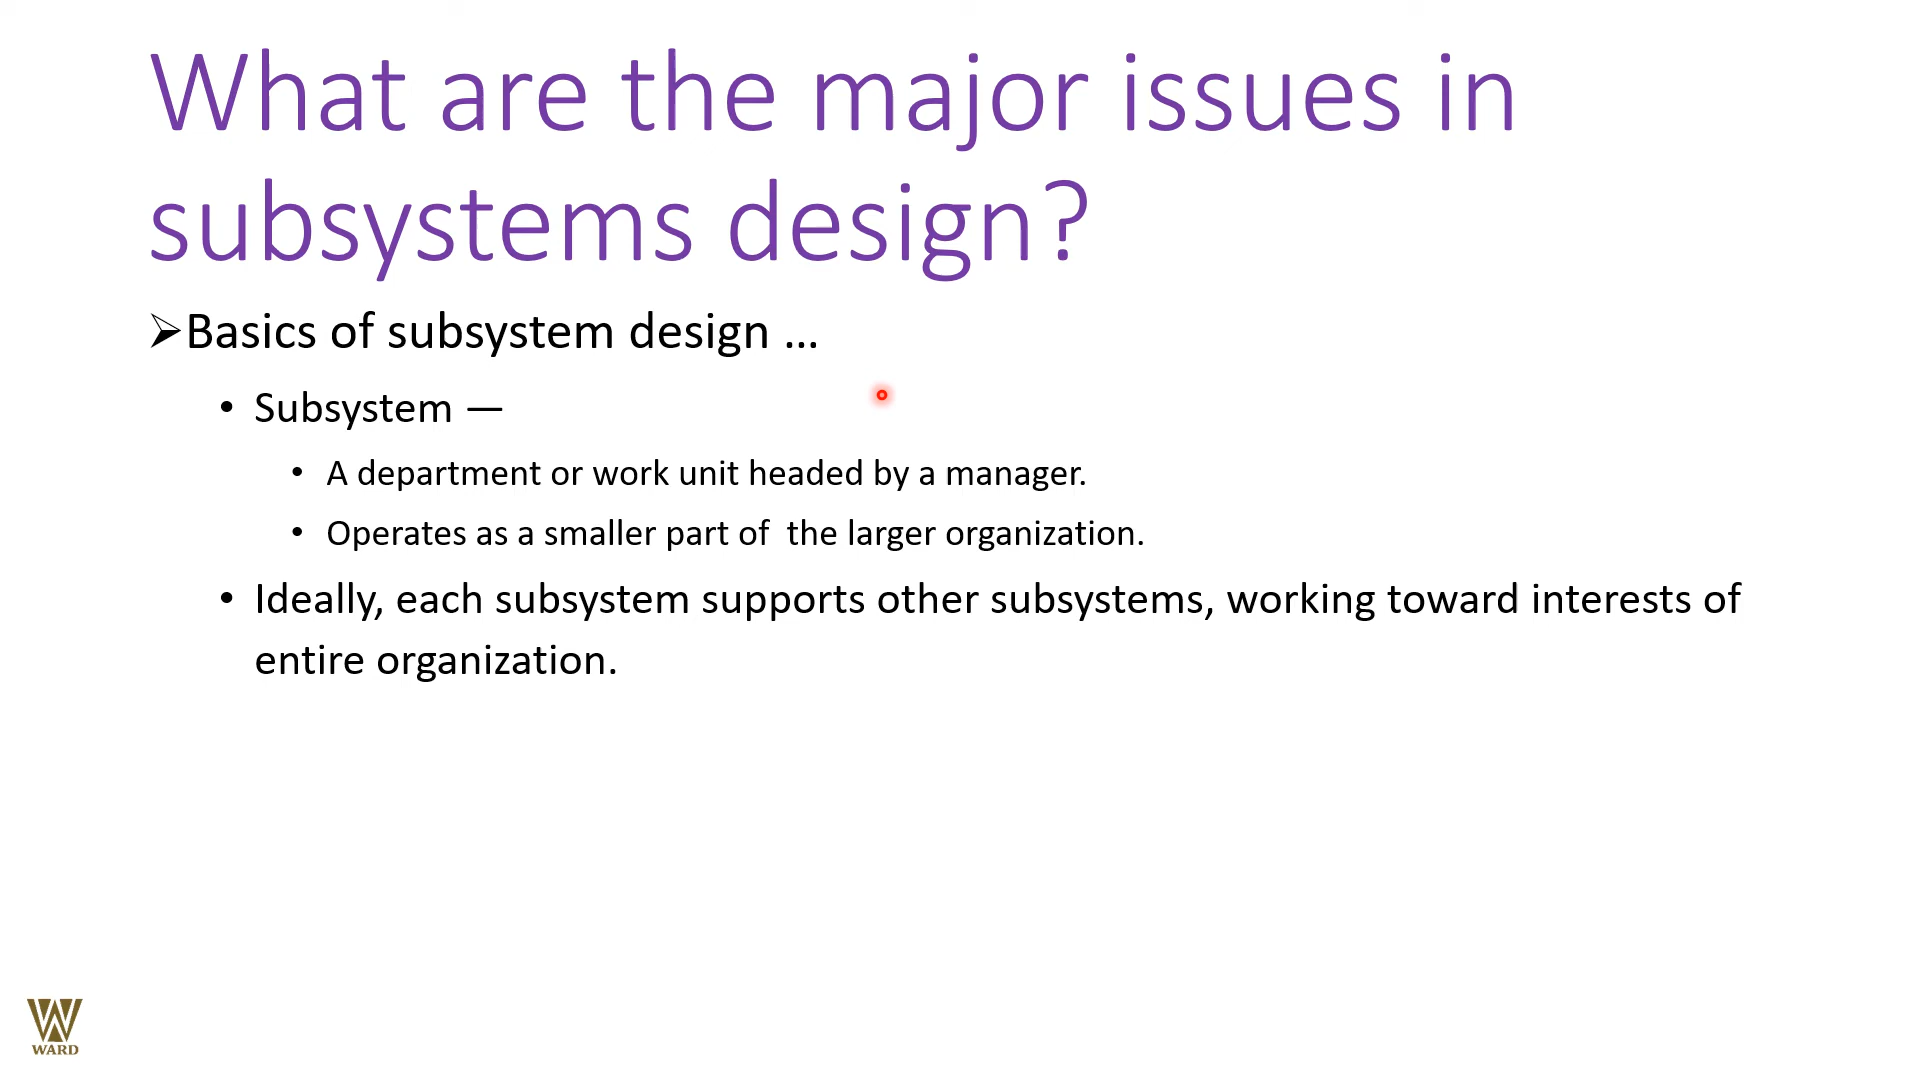 What are the major issues in
subsystems design?
➢Basics of subsystem design …
• Subsystem —
• A department or work unit headed by a manager.
• Operates as a smaller part of  the larger organization.
• Ideally, each subsystem supports other subsystems, working toward interests of
entire organization.
WARD